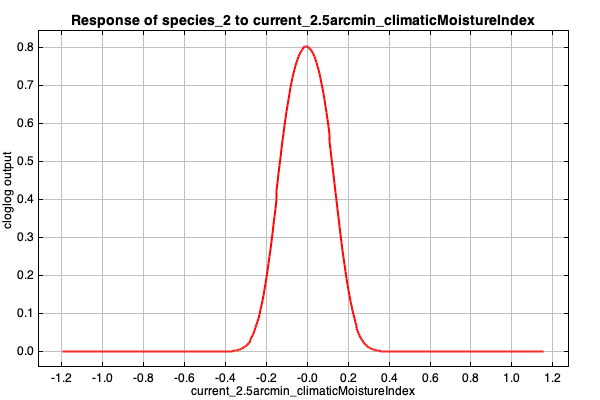 Response of species_2 to current_2.5arcmin_climaticMoistureIndex
0.8
0.7
0.6
0.5
0.4
0.3
0.2
0.1
0.0
cloglog output
-1.2 -1.0 -0.8 -0.6 -0.4 -0.2 -0.0 0.2 0.4 0.6 0.8 1.0 1.2
current_2.5arcmin_climaticMoistureIndex